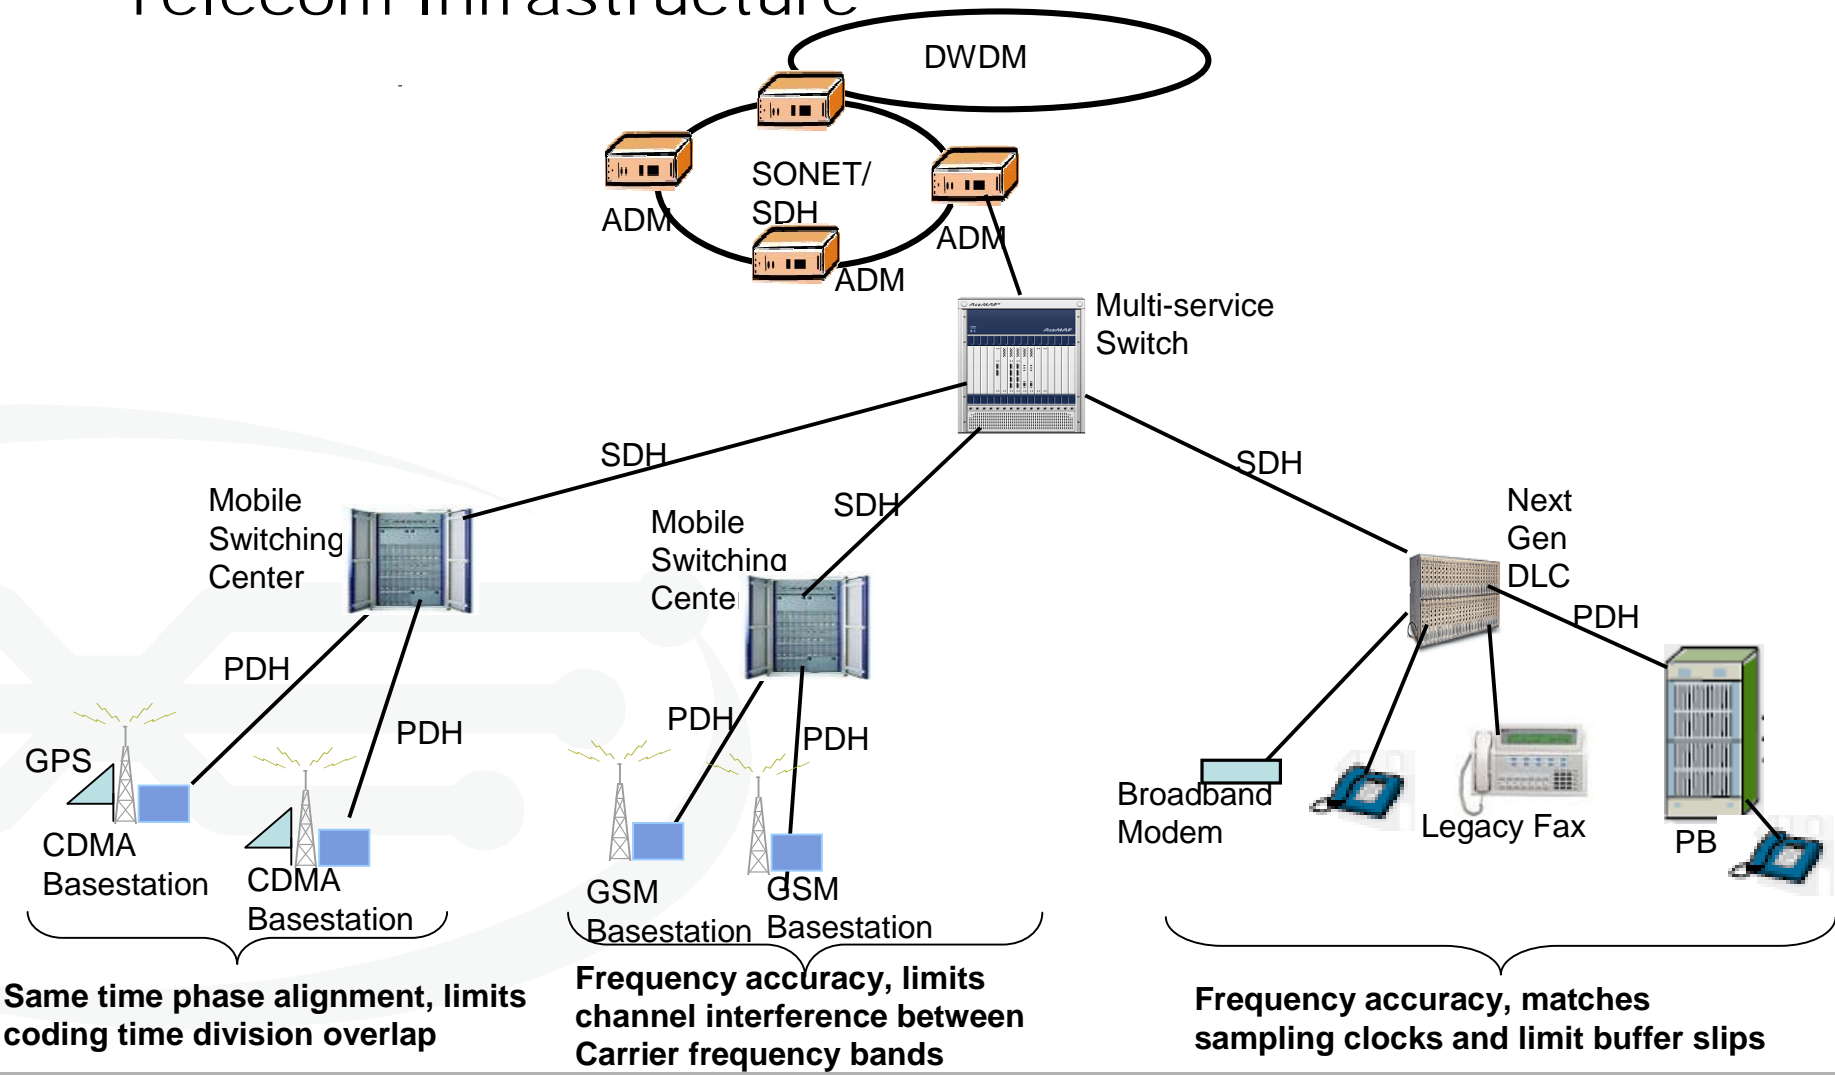 Telecom Infrastructure
DWDM
SONET/
SDH
ADM
ADM
ADM
Multi-service
Switch
SDH
SDH
SDH
Mobile
Switching
Center
Mobile
Switching
Cente
Next
Gen
DLC
PDH
PDH
PDH
PDH
PDH
GPS
CDMA
Basestation
CDMA
Basestation
GSM
Basestation
GSM
Basestation
Broadband
Modem
Legacy Fax
PB
Same time phase alignment, limits
coding time division overlap
Frequency accuracy, limits
channel interference between
Carrier frequency bands
Frequency accuracy, matches
sampling clocks and limit buffer slips